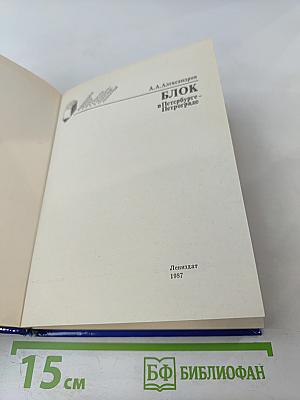 А.А.Александров
БЛОК
в Петербурге –
Петрограде
Лениздат
1987
15 см
БФ БИБЛИОФАН